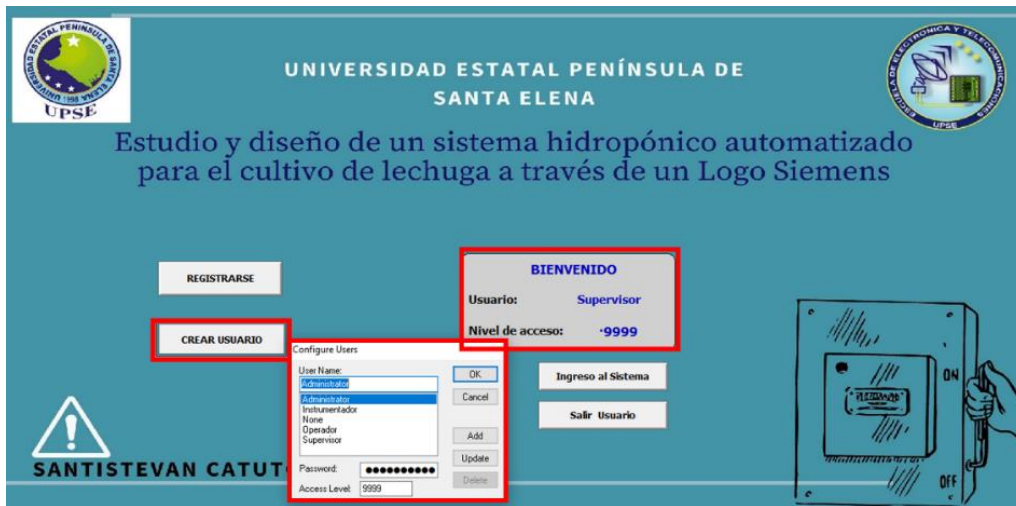 UPSE
UNIVERSIDAD ESTATAL PENÍNSULA DE
SANTA ELENA
UPSE
Estudio y diseño de un sistema hidropónico automatizado
para el cultivo de lechuga a través de un Logo Siemens
REGISTRARSE
CREAR USUARIO
BIENVENIDO
Usuario: Supervisor
Nivel de acceso: ·9999
Configure Users
User Name:
Administrator
Administrator
Instrumentador
None
Operador
Supervisor
Password: ●●●●●●●●●●
Access Level: 9999
OK
Cancel
Add
Update
Delete
Ingreso al Sistema
Salir Usuario
SANTISTEVAN CATUT
ON
OFF